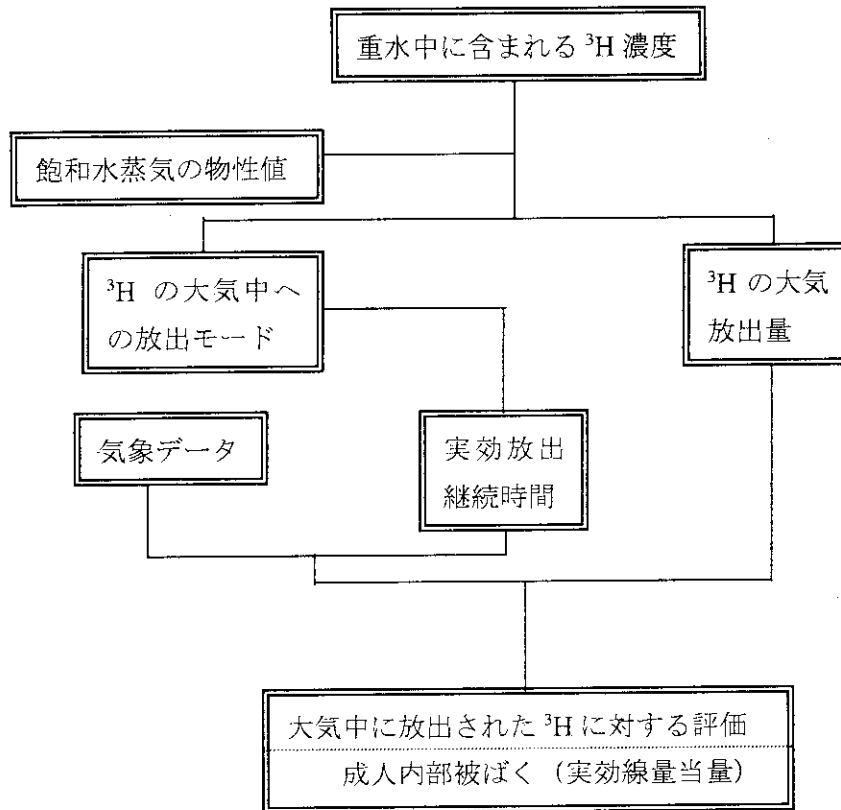 重水中に含まれる ³H 濃度
飽和水蒸気の物性値
³H の大気中へ
の放出モード
³H の大気
放出量
気象データ
実効放出
継続時間
大気中に放出された ³H に対する評価
成人内部被ばく（実効線量当量）